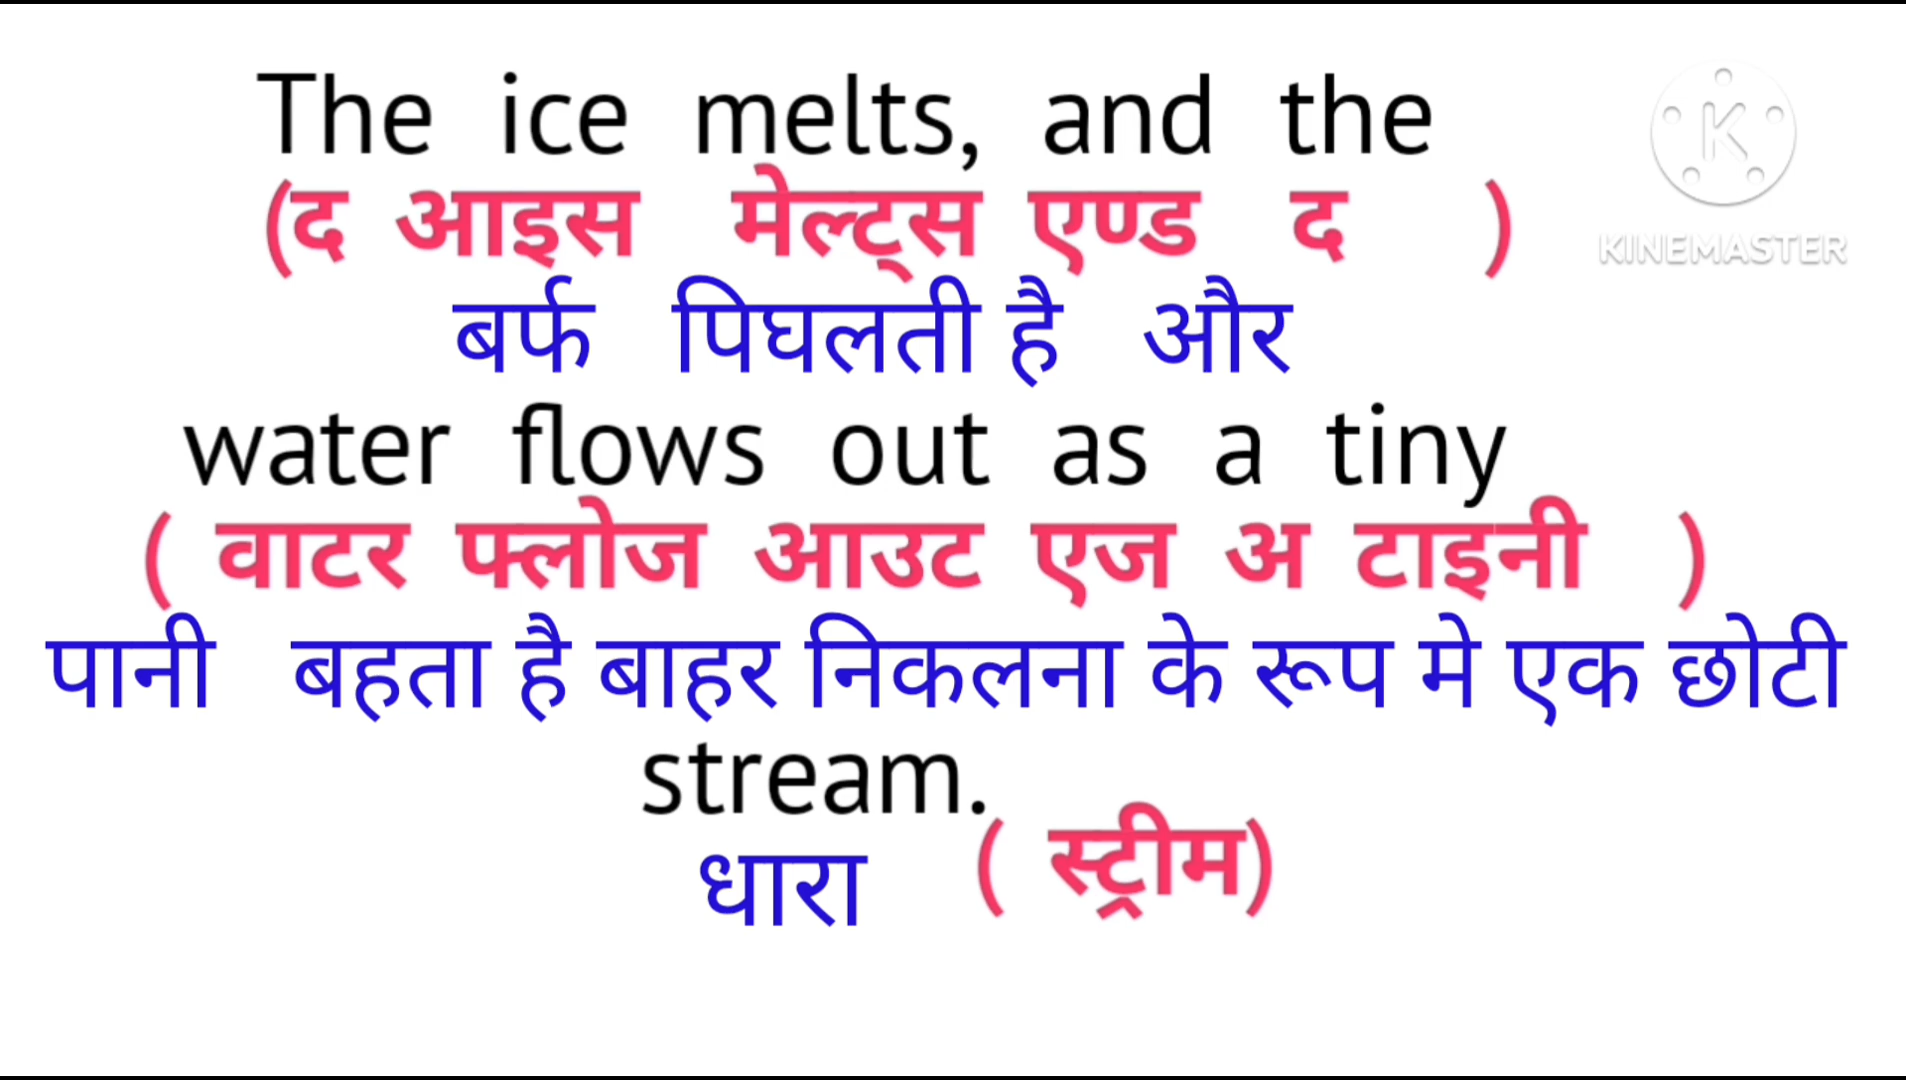 The ice melts, and the
(द आइस मेल्ट्स एण्ड द )
बर्फ पिघलती है और
water flows out as a tiny
( वाटर फ्लोज आउट एज अ टाइनी )
पानी बहता है बाहर निकलना के रूप मे एक छोटी
stream.
( स्ट्रीम)
धारा
K
KINEMASTER